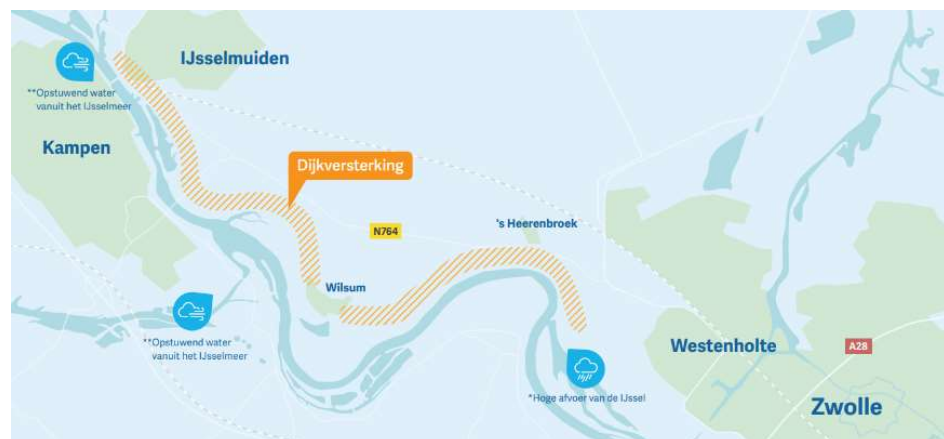 IJsselmuiden
**Opstuwend water
vanuit het IJsselmeer
Kampen
Dijkversterking
's Heerenbroek
N764
Wilsum
**Opstuwend water
vanuit het IJsselmeer
Westenholte
A28
*Hoge afvoer van de IJssel
Zwolle